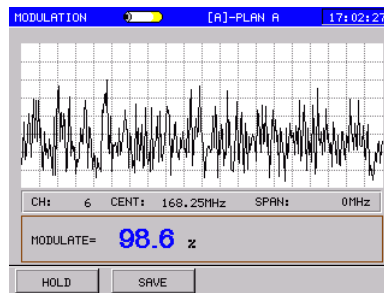 MODULATION [A]-PLAN A 17:02:27
CH: 6 CENT: 168.25MHz SPAN: 0MHz
MODULATE= 98.6 %
HOLD SAVE